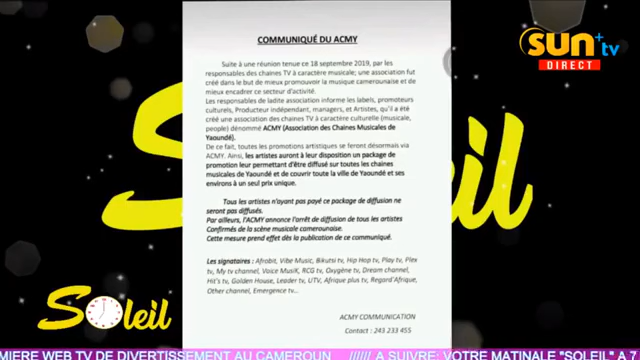 COMMUNIQUÉ DU ACMY
Suite à une réunion tenue ce 18 septembre 2019, par les
responsables des chaines TV à caractère musicale; une association fut
créé dans le but de mieux promouvoir la musique camerounaise et de
mieux encadrer ce secteur d'activité.
Les responsables de ladite association informe les labels, promoteurs
culturels, Producteur indépendant, managers, et Artistes, qu'il a été
créé une association des chaines TV à caractère culturelle (musicale,
people) dénommé ACMY (Association des Chaines Musicales de
Yaoundé).
De ce fait, toutes les promotions artistiques se feront désormais via
ACMY. Ainsi, les artistes auront à leur disposition un package de
promotion leur permettant d'être diffusé sur toutes les chaines
musicales de Yaoundé et de couvrir toute la ville de Yaoundé et ses
environs à un seul prix unique.
Tous les artistes n'ayant pas payé ce package de diffusion ne
seront pas diffusés.
Par ailleurs, l'ACMY annonce l'arrêt de diffusion de tous les artistes
Confirmés de la scène musicale camerounaise.
Cette mesure prend effet dès la publication de ce communiqué.
Les signataires : Afrobit, Vibe Music, Bikutsi tv, Hip Hop tv, Play tv, Plex
tv, My tv channel, Voice MusiK, RCG tv, Oxygène tv, Dream channel,
Hit's tv, Golden House, Leader tv, UTV, Afrique plus tv, Regard'Afrique,
Other channel, Emergence tv...
ACMY COMMUNICATION
Contact : 243 233 455
sun+tv
DIRECT
Soleil
Soleil
MIERE WEB TV DE DIVERTISSEMENT AU CAMEROUN ////// A SUIVRE: VOTRE MATINALE "SOLEIL" A 7